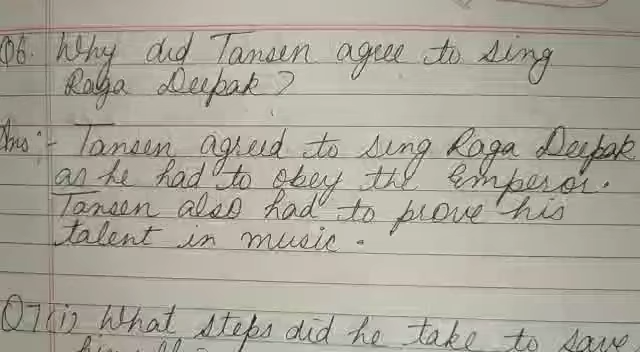 Q6. Why did Tansen agree to sing
Raga Deepak?
Ans:- Tansen agreed to sing Raga Deepak
as he had to obey the Emperor.
Tansen also had to prove his
talent in music.
Q7(i) What steps did he take to save